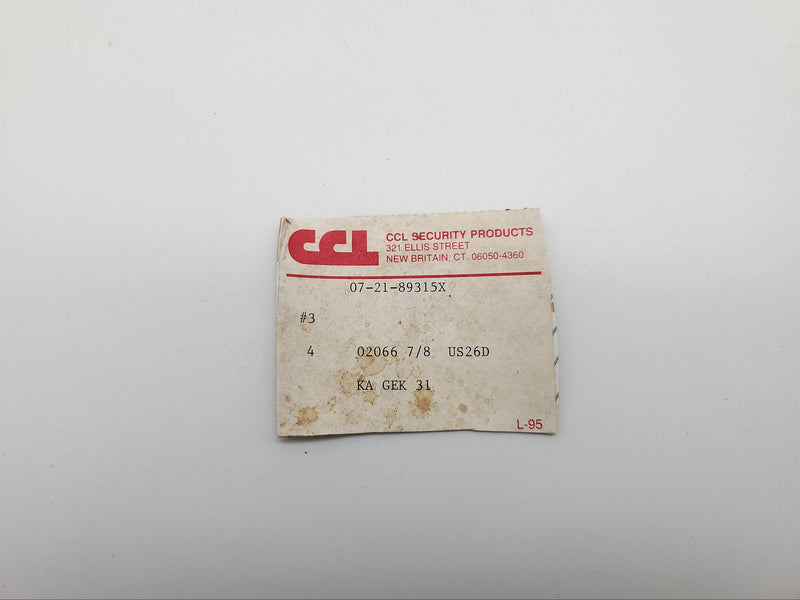 CCL
CCL SECURITY PRODUCTS
321 ELLIS STREET
NEW BRITAIN, CT. 06050-4360
07-21-89315X
#3
4 02066 7/8 US26D
KA GEK 31
L-95